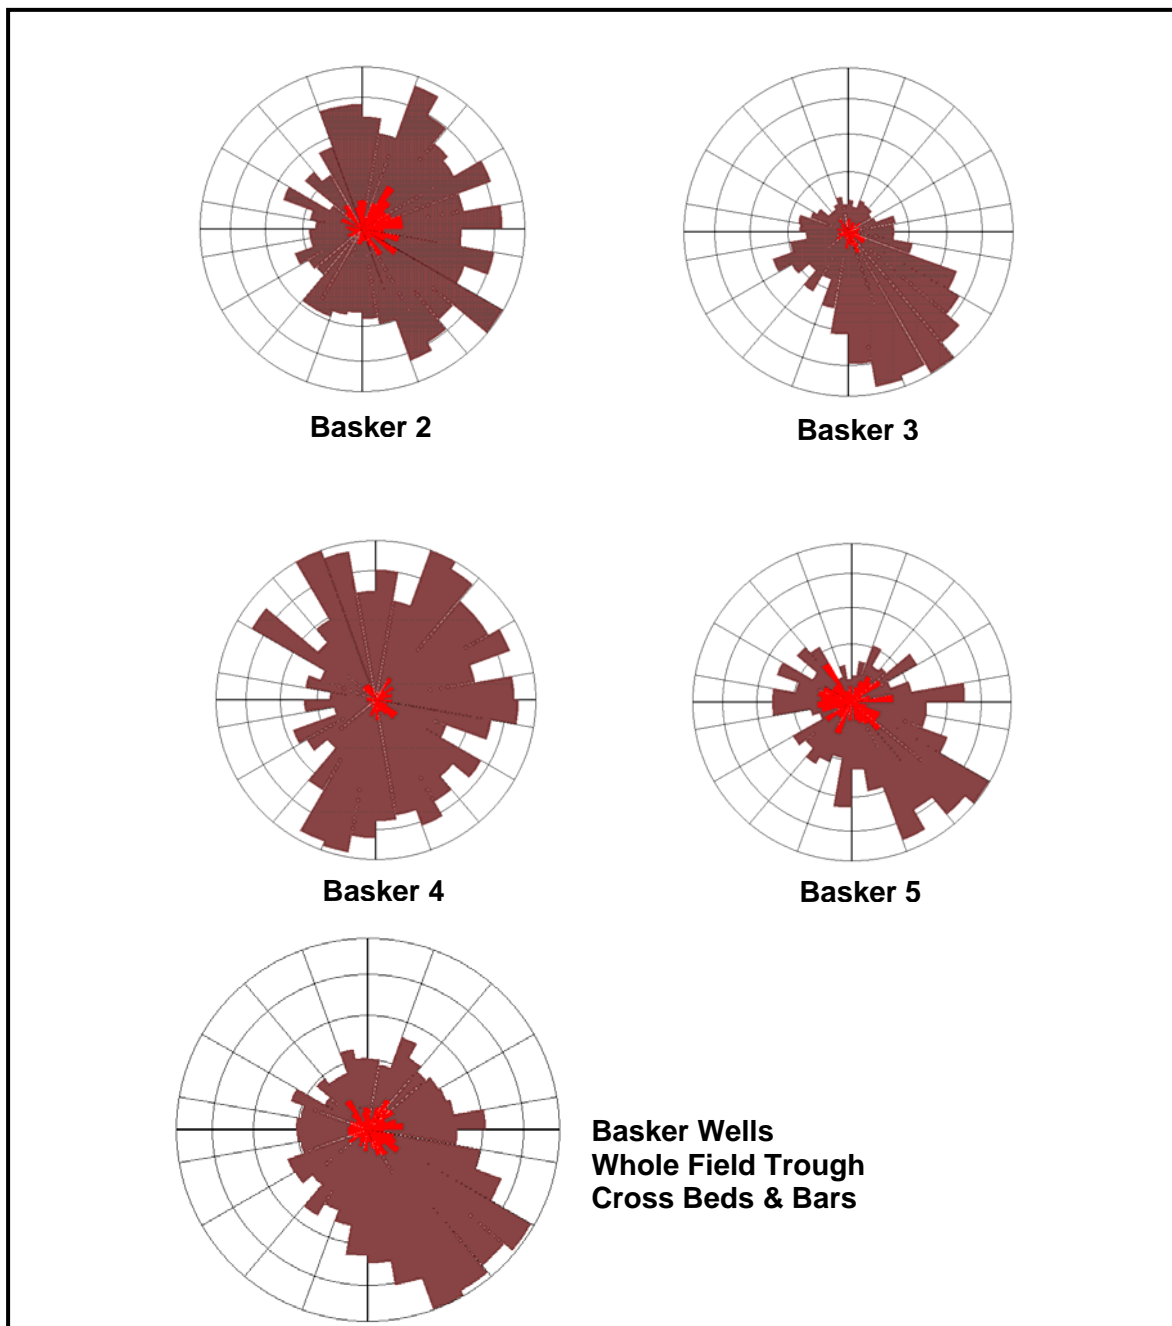 Basker 2
Basker 3
Basker 4
Basker 5
Basker Wells
Whole Field Trough
Cross Beds & Bars